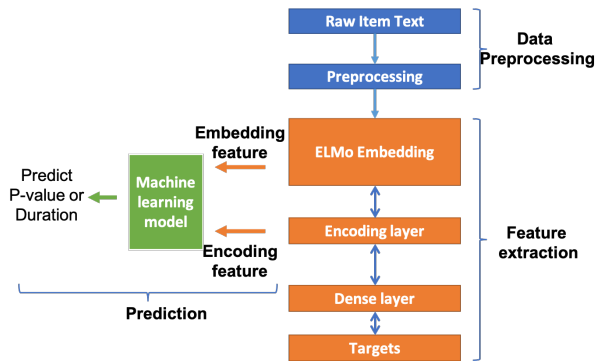 Raw Item Text
Data
Preprocessing
Preprocessing
Embedding
feature
ELMo Embedding
Predict
P-value or
Duration
Machine
learning
model
Encoding layer
Encoding
feature
Feature
extraction
Dense layer
Prediction
Targets